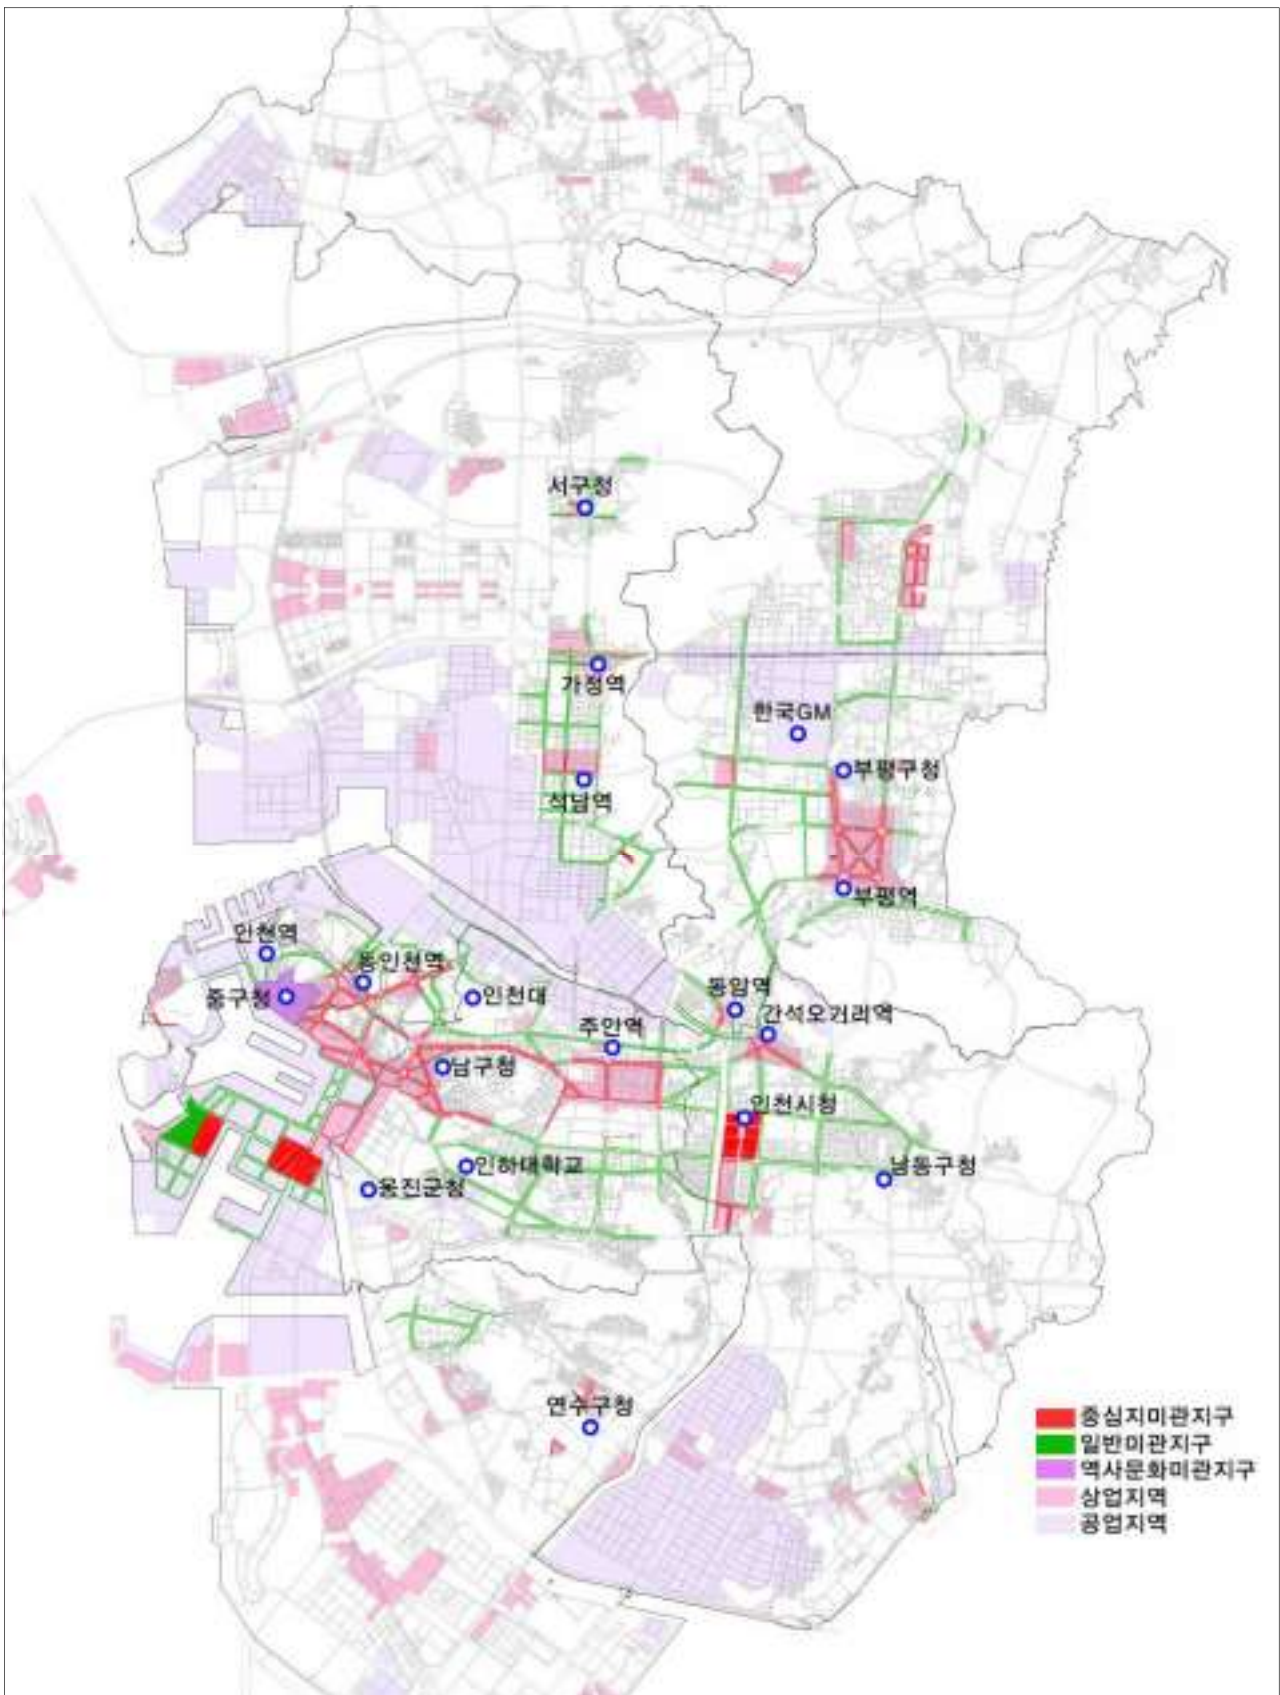 서구청
가정역
한국GM
부평구청
석남역
부평역
인천역
동인천역
중구청
인천대
동암역
간석오거리역
주안역
남구청
인천시청
인하대학교
남동구청
옹진군청
연수구청
중심지미관지구
일반미관지구
역사문화미관지구
상업지역
공업지역